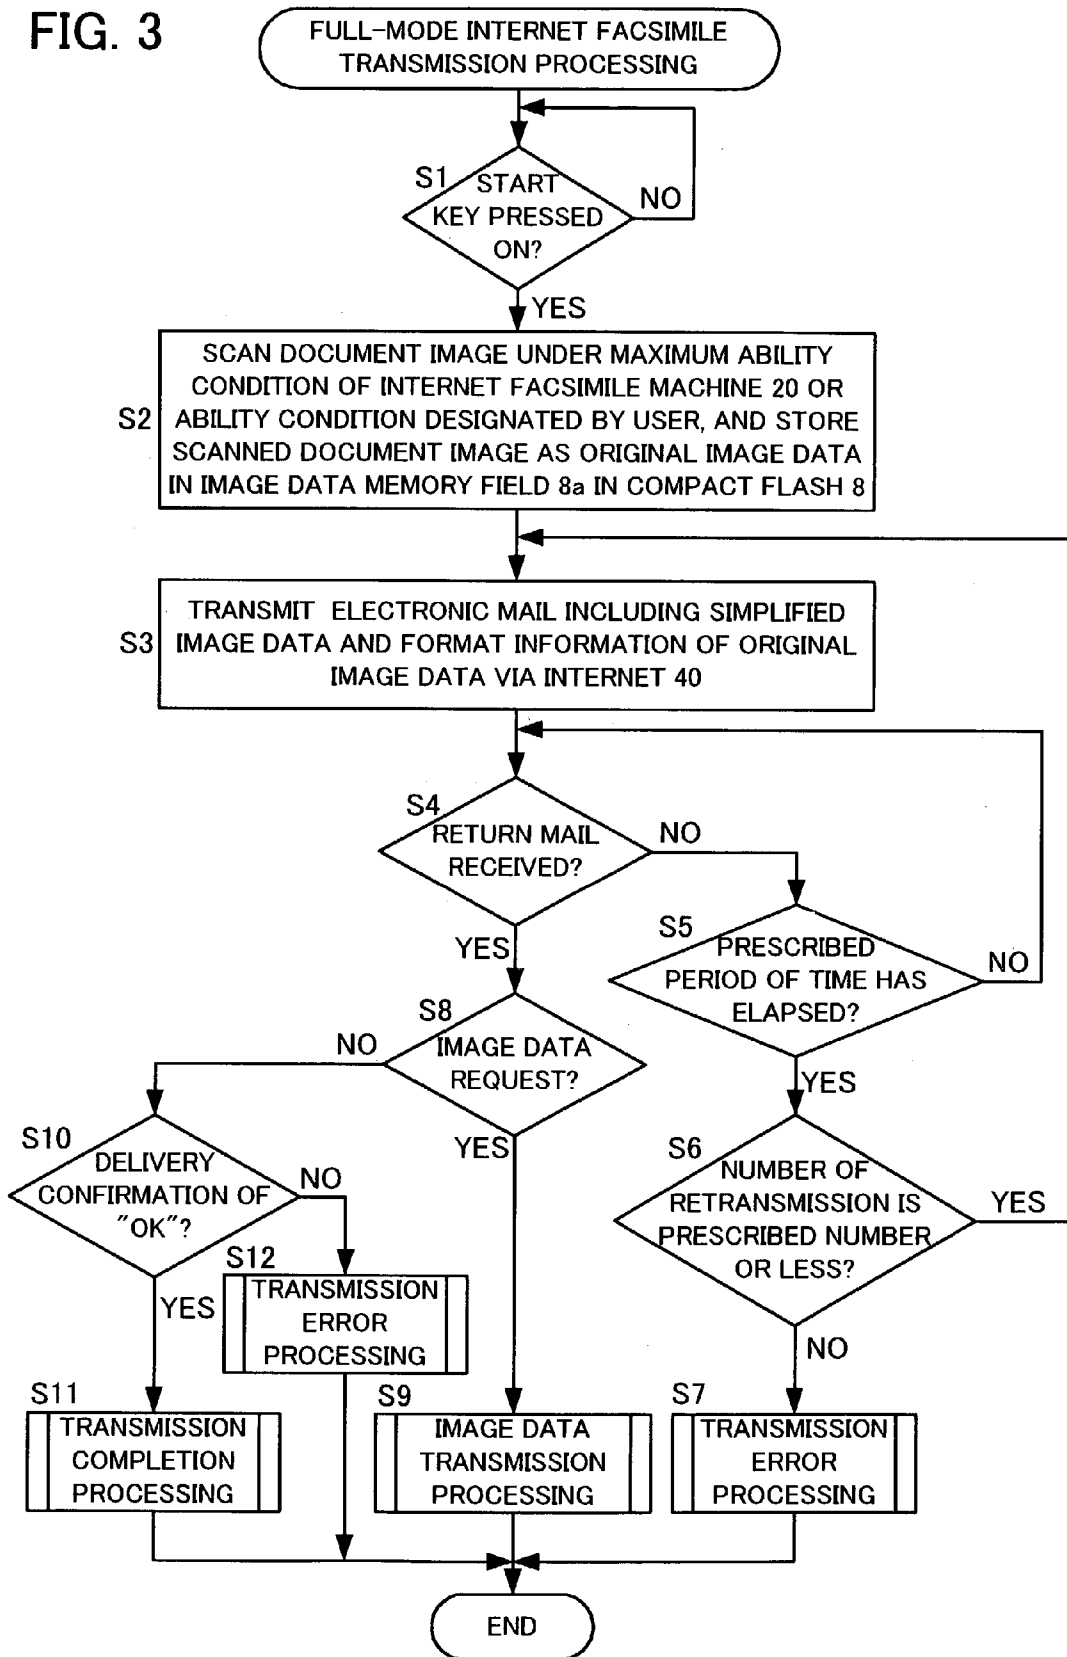 FIG. 3
FULL-MODE INTERNET FACSIMILE
TRANSMISSION PROCESSING
S1
START
KEY PRESSED
ON?
NO
YES
S2
SCAN DOCUMENT IMAGE UNDER MAXIMUM ABILITY
CONDITION OF INTERNET FACSIMILE MACHINE 20 OR
ABILITY CONDITION DESIGNATED BY USER, AND STORE
SCANNED DOCUMENT IMAGE AS ORIGINAL IMAGE DATA
IN IMAGE DATA MEMORY FIELD 8a IN COMPACT FLASH 8
S3
TRANSMIT ELECTRONIC MAIL INCLUDING SIMPLIFIED
IMAGE DATA AND FORMAT INFORMATION OF ORIGINAL
IMAGE DATA VIA INTERNET 40
S4
RETURN MAIL
RECEIVED?
NO
YES
S5
PRESCRIBED
PERIOD OF TIME HAS
ELAPSED?
NO
YES
S8
IMAGE DATA
REQUEST?
NO
YES
S6
NUMBER OF
RETRANSMISSION IS
PRESCRIBED NUMBER
OR LESS?
YES
NO
S10
DELIVERY
CONFIRMATION OF
"OK"?
NO
YES
S12
TRANSMISSION
ERROR
PROCESSING
S11
TRANSMISSION
COMPLETION
PROCESSING
S9
IMAGE DATA
TRANSMISSION
PROCESSING
S7
TRANSMISSION
ERROR
PROCESSING
END